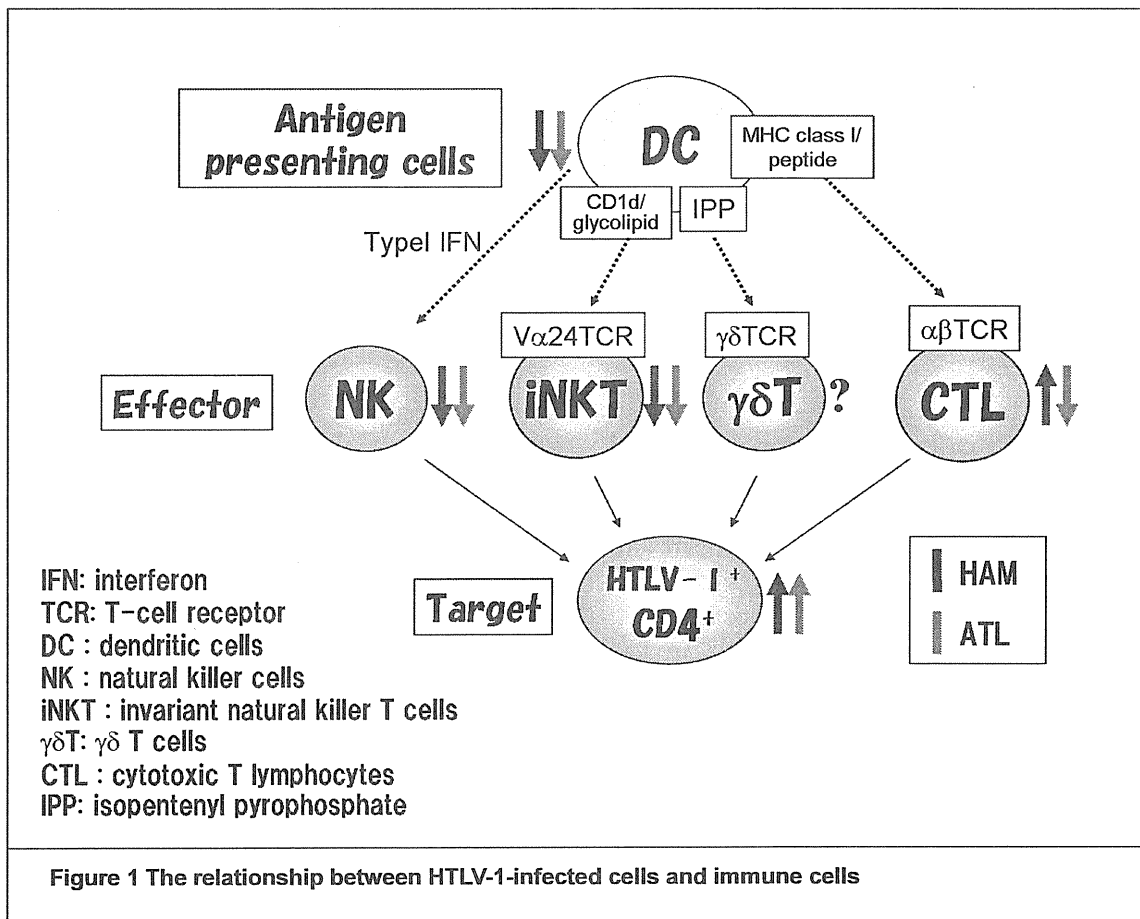 Antigen
presenting cells
DC
MHC class I/
peptide
CD1d/
glycolipid
IPP
TypeI IFN
Vα24TCR
γδTCR
αβTCR
Effector
NK
iNKT
γδT
?
CTL
Target
HTLV-I+
CD4+
HAM
ATL
IFN: interferon
TCR: T-cell receptor
DC : dendritic cells
NK : natural killer cells
iNKT : invariant natural killer T cells
γδT: γδ T cells
CTL : cytotoxic T lymphocytes
IPP: isopentenyl pyrophosphate
Figure 1 The relationship between HTLV-1-infected cells and immune cells